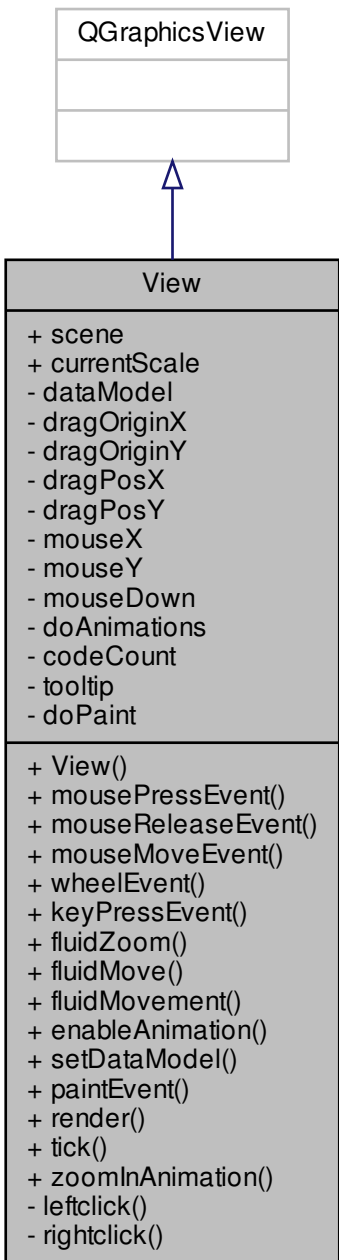 QGraphicsView
View
+ scene
+ currentScale
- dataModel
- dragOriginX
- dragOriginY
- dragPosX
- dragPosY
- mouseX
- mouseY
- mouseDown
- doAnimations
- codeCount
- tooltip
- doPaint
+ View()
+ mousePressEvent()
+ mouseReleaseEvent()
+ mouseMoveEvent()
+ wheelEvent()
+ keyPressEvent()
+ fluidZoom()
+ fluidMove()
+ fluidMovement()
+ enableAnimation()
+ setDataModel()
+ paintEvent()
+ render()
+ tick()
+ zoomInAnimation()
- leftclick()
- rightclick()